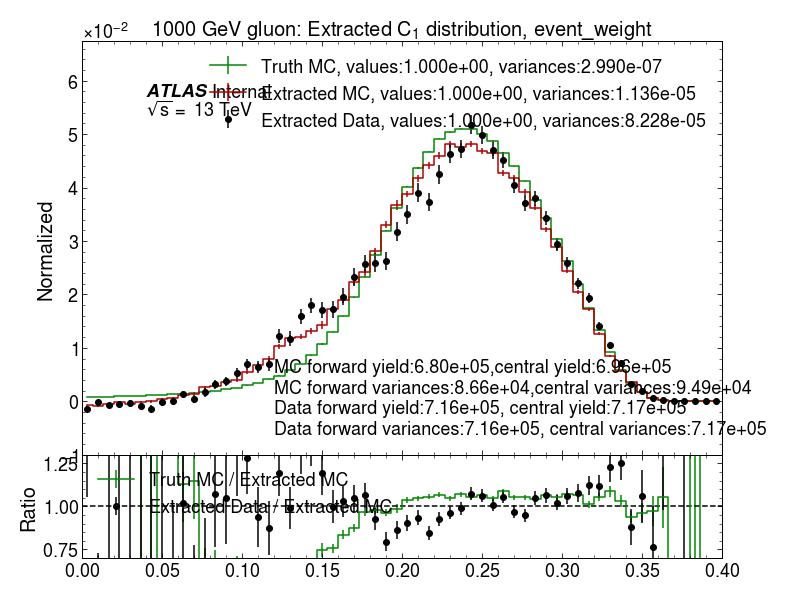 ×10⁻² 1000 GeV gluon: Extracted C₁ distribution, event_weight
Truth MC, values:1.000e+00, variances:2.990e-07
ATLAS Internal
Extracted MC, values:1.000e+00, variances:1.136e-05
√s = 13 TeV
Extracted Data, values:1.000e+00, variances:8.228e-05
6
5
4
3
2
1
0
Normalized
MC forward yield:6.80e+05,central yield:6.96e+05
MC forward variances:8.66e+04,central variances:9.49e+04
Data forward yield:7.16e+05, central yield:7.17e+05
Data forward variances:7.16e+05, central variances:7.17e+05
1
1.25
1.00
0.75
Ratio
Truth MC / Extracted MC
Extracted Data / Extracted MC
0.00 0.05 0.10 0.15 0.20 0.25 0.30 0.35 0.40